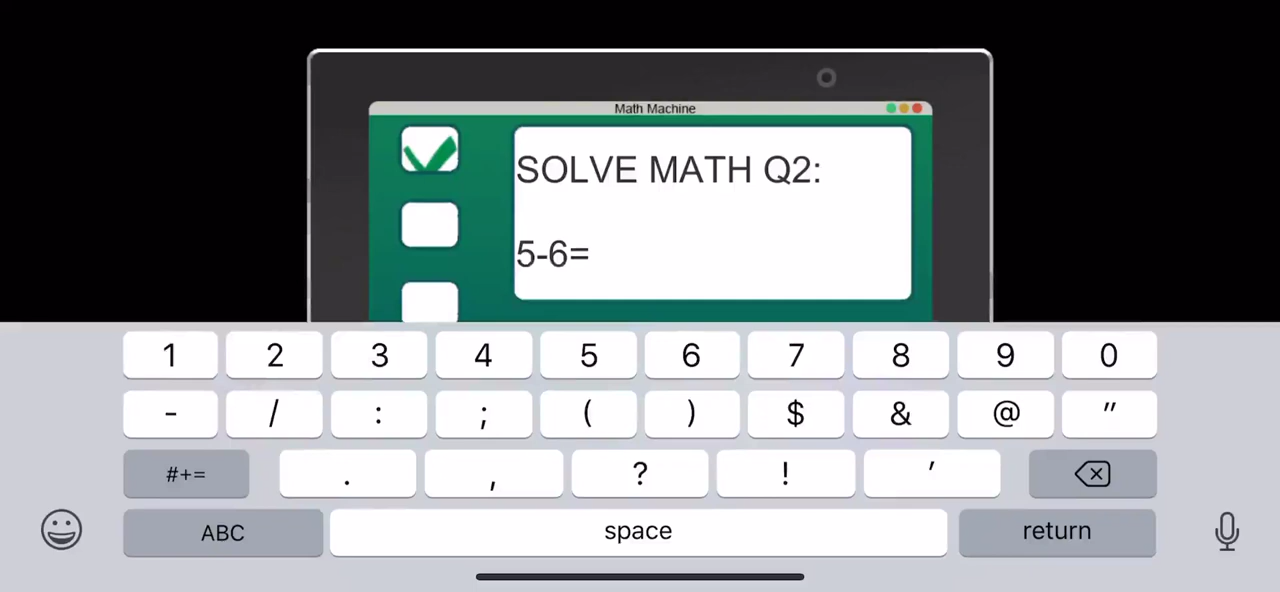 Math Machine
SOLVE MATH Q2:
5-6=
1 2 3 4 5 6 7 8 9 0
- / : ; ( ) $ & @ "
#+= . , ? ! '
ABC space return